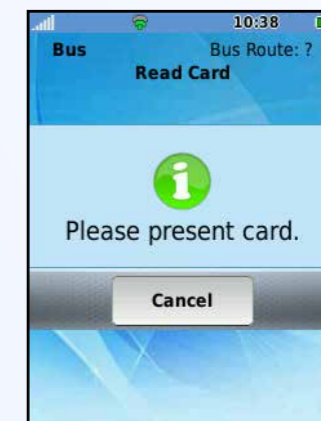 10:38
Bus Bus Route: ?
Read Card
i
Please present card.
Cancel